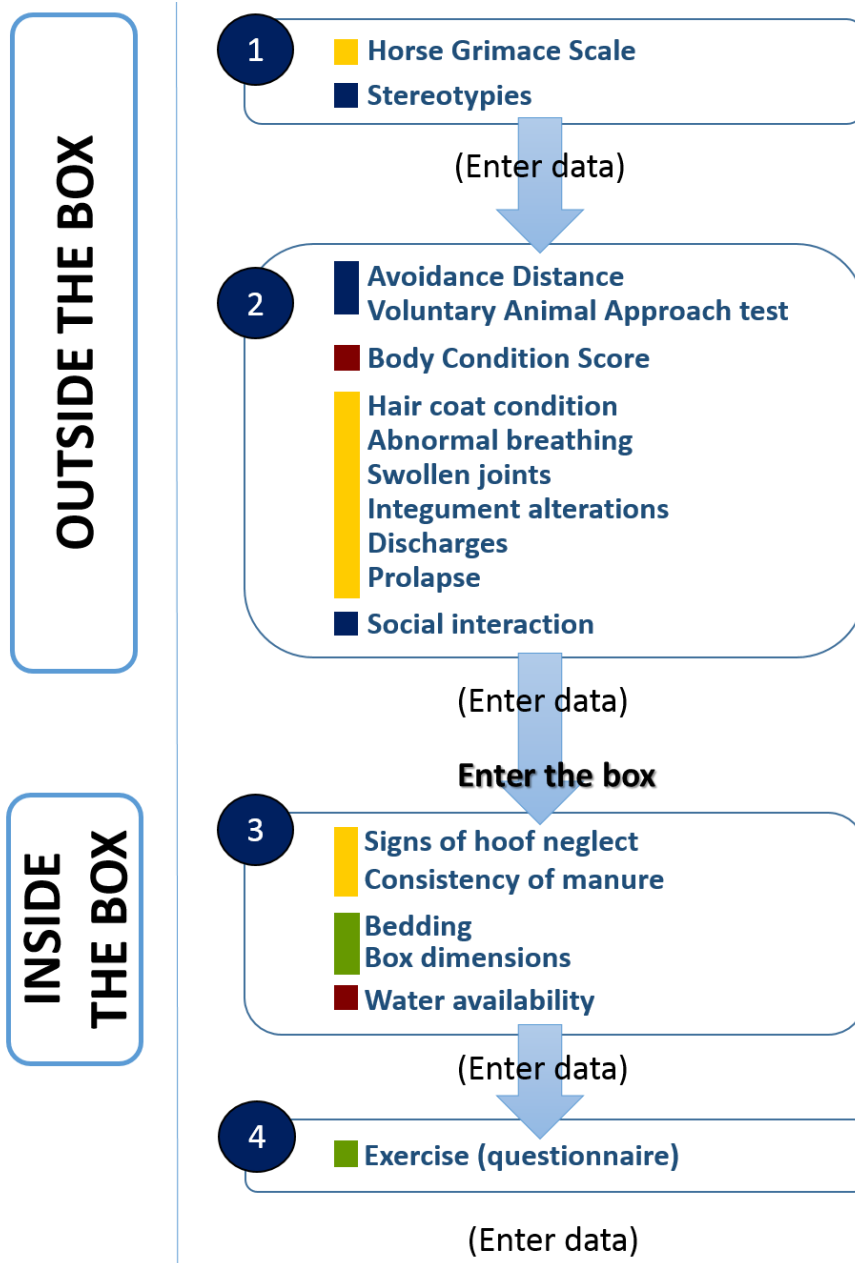 OUTSIDE THE BOX
1
Horse Grimace Scale
Stereotypies
(Enter data)
2
Avoidance Distance
Voluntary Animal Approach test
Body Condition Score
Hair coat condition
Abnormal breathing
Swollen joints
Integument alterations
Discharges
Prolapse
Social interaction
(Enter data)
Enter the box
INSIDE
THE BOX
3
Signs of hoof neglect
Consistency of manure
Bedding
Box dimensions
Water availability
(Enter data)
4
Exercise (questionnaire)
(Enter data)